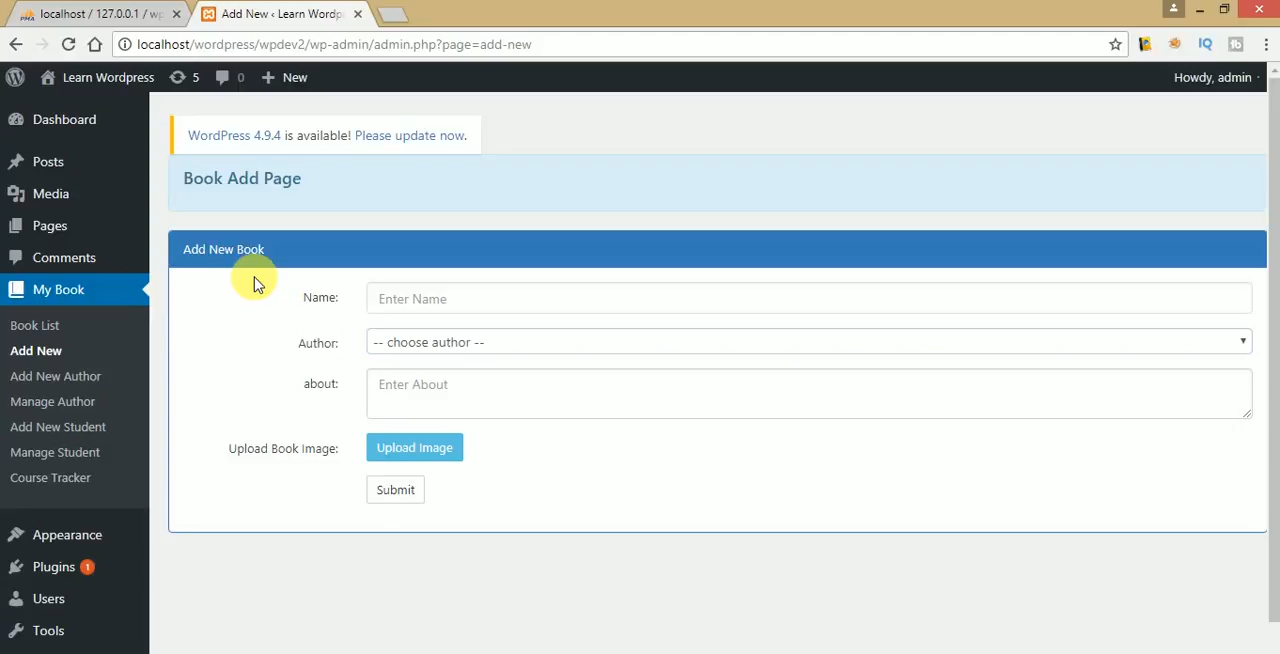 localhost / 127.0.0.1 / wp
Add New ‹ Learn Wordpr
localhost/wordpress/wpdev2/wp-admin/admin.php?page=add-new
Learn Wordpress 5 0 New Howdy, admin
Dashboard
Posts
Media
Pages
Comments
My Book
Book List
Add New
Add New Author
Manage Author
Add New Student
Manage Student
Course Tracker
Appearance
Plugins 1
Users
Tools
WordPress 4.9.4 is available! Please update now.
Book Add Page
Add New Book
Name: Enter Name
Author: -- choose author --
about: Enter About
Upload Book Image: Upload Image
Submit